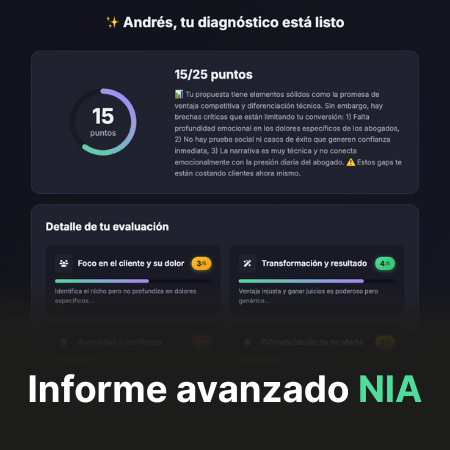 ✨ Andrés, tu diagnóstico está listo
15
puntos
15/25 puntos
📊 Tu propuesta tiene elementos sólidos como la promesa de
ventaja competitiva y diferenciación técnica. Sin embargo, hay
brechas críticas que están limitando tu conversión: 1) Falta
profundidad emocional en los dolores específicos de los abogados,
2) No hay prueba social ni casos de éxito que generen confianza
inmediata, 3) La narrativa es muy técnica y no conecta
emocionalmente con la presión diaria del abogado. ⚠️ Estos gaps te
están costando clientes ahora mismo.
Detalle de tu evaluación
Foco en el cliente y su dolor 3/5
Identifica el nicho pero no profundiza en dolores
específicos...
Transformación y resultado 4/5
Ventaja injusta y ganar juicios es poderoso pero
genérico...
Autoridad y confianza
Diferenciación de tu oferta
Informe avanzado NIA